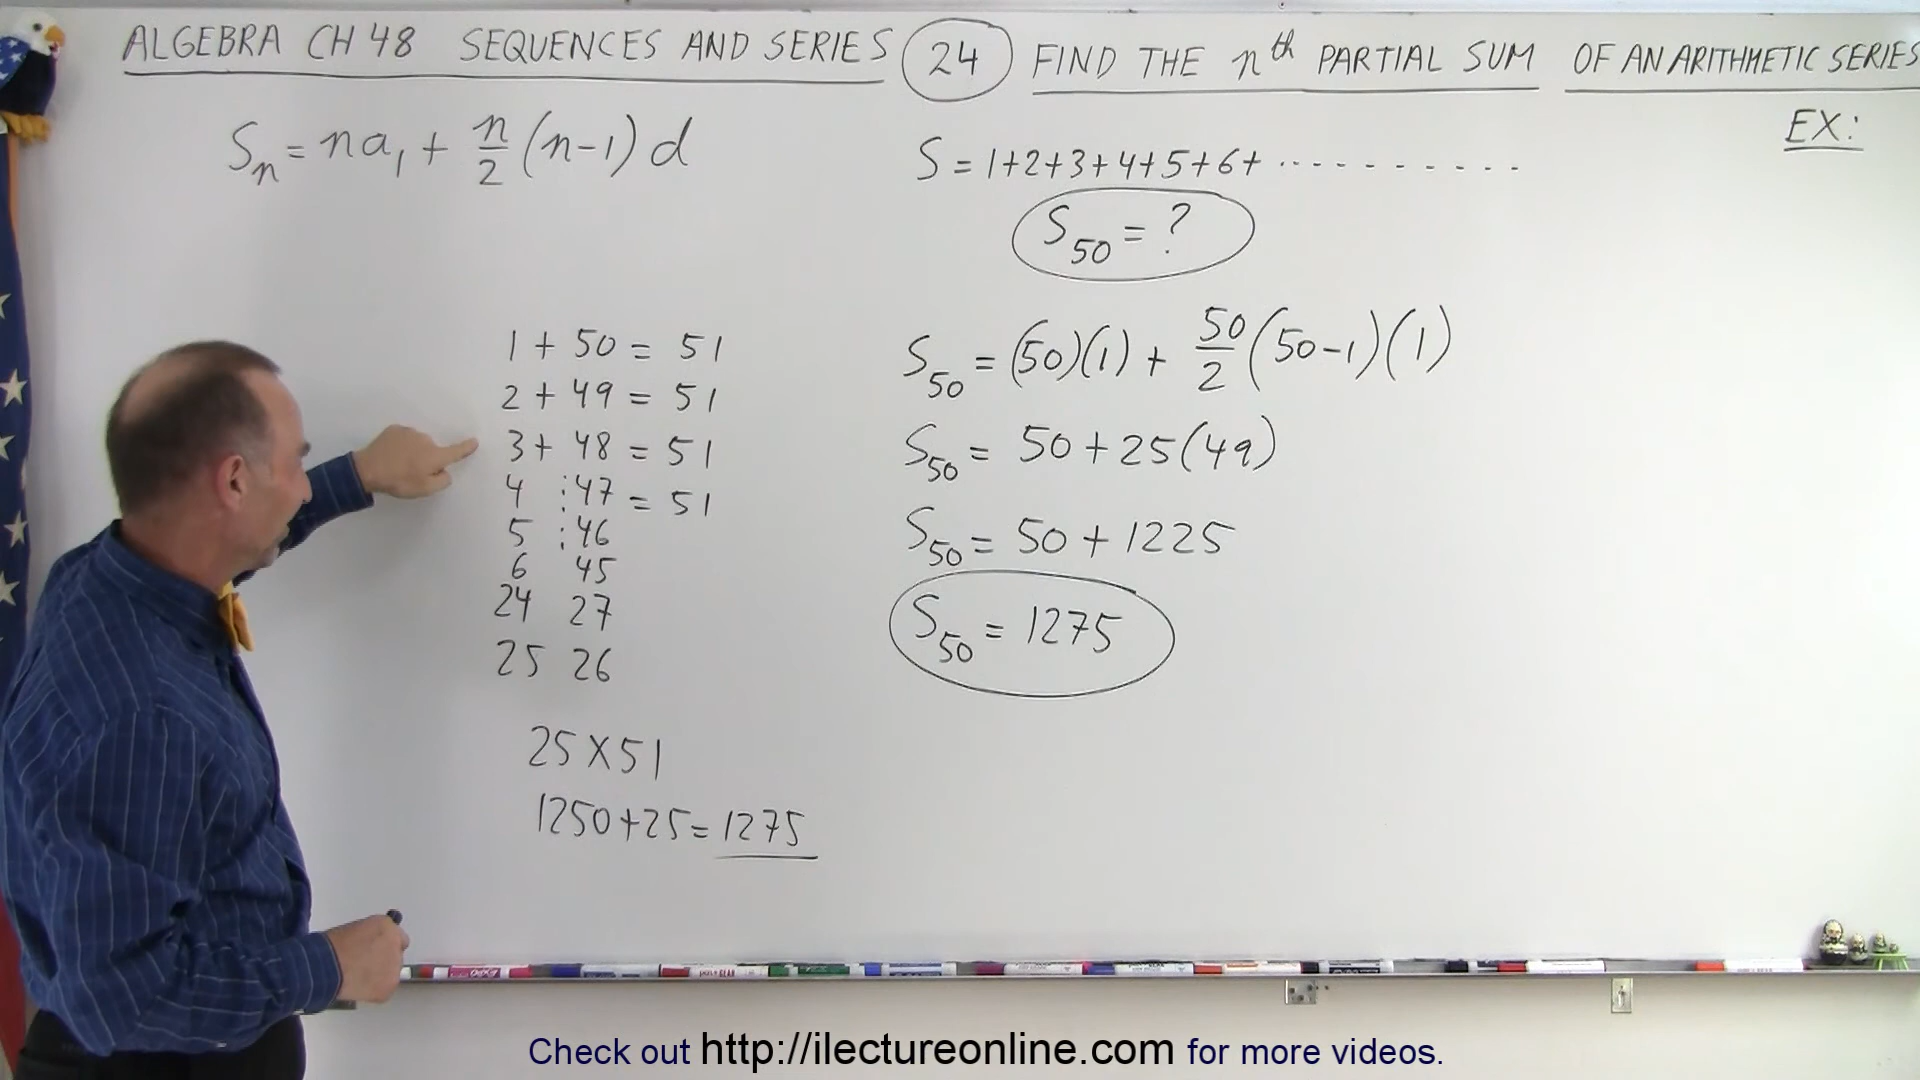 ALGEBRA CH 48 SEQUENCES AND SERIES 24 FIND THE nth PARTIAL SUM OF AN ARITHMETIC SERIES
EX:
Sn = na1 + n/2 (n-1) d
S = 1+2+3+4+5+6+ ..........
S50 = ?
1 + 50 = 51
2 + 49 = 51
3 + 48 = 51
4 : 47 = 51
5 : 46
6 45
24 27
25 26
25 X 51
1250+25= 1275
S50 = (50)(1) + 50/2 (50-1)(1)
S50 = 50 + 25(49)
S50 = 50 + 1225
S50 = 1275
Check out http://ilectureonline.com for more videos.